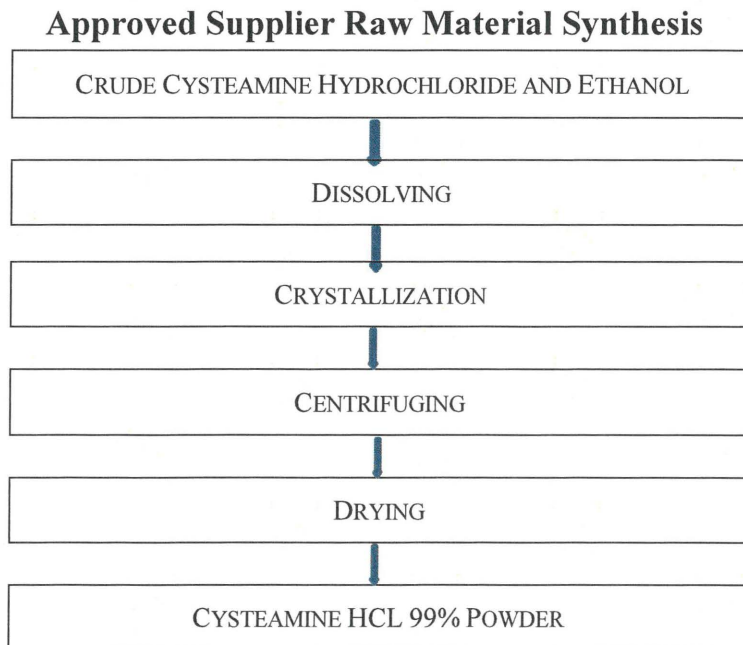 Approved Supplier Raw Material Synthesis
CRUDE CYSTEAMINE HYDROCHLORIDE AND ETHANOL
DISSOLVING
CRYSTALLIZATION
CENTRIFUGING
DRYING
CYSTEAMINE HCL 99% POWDER